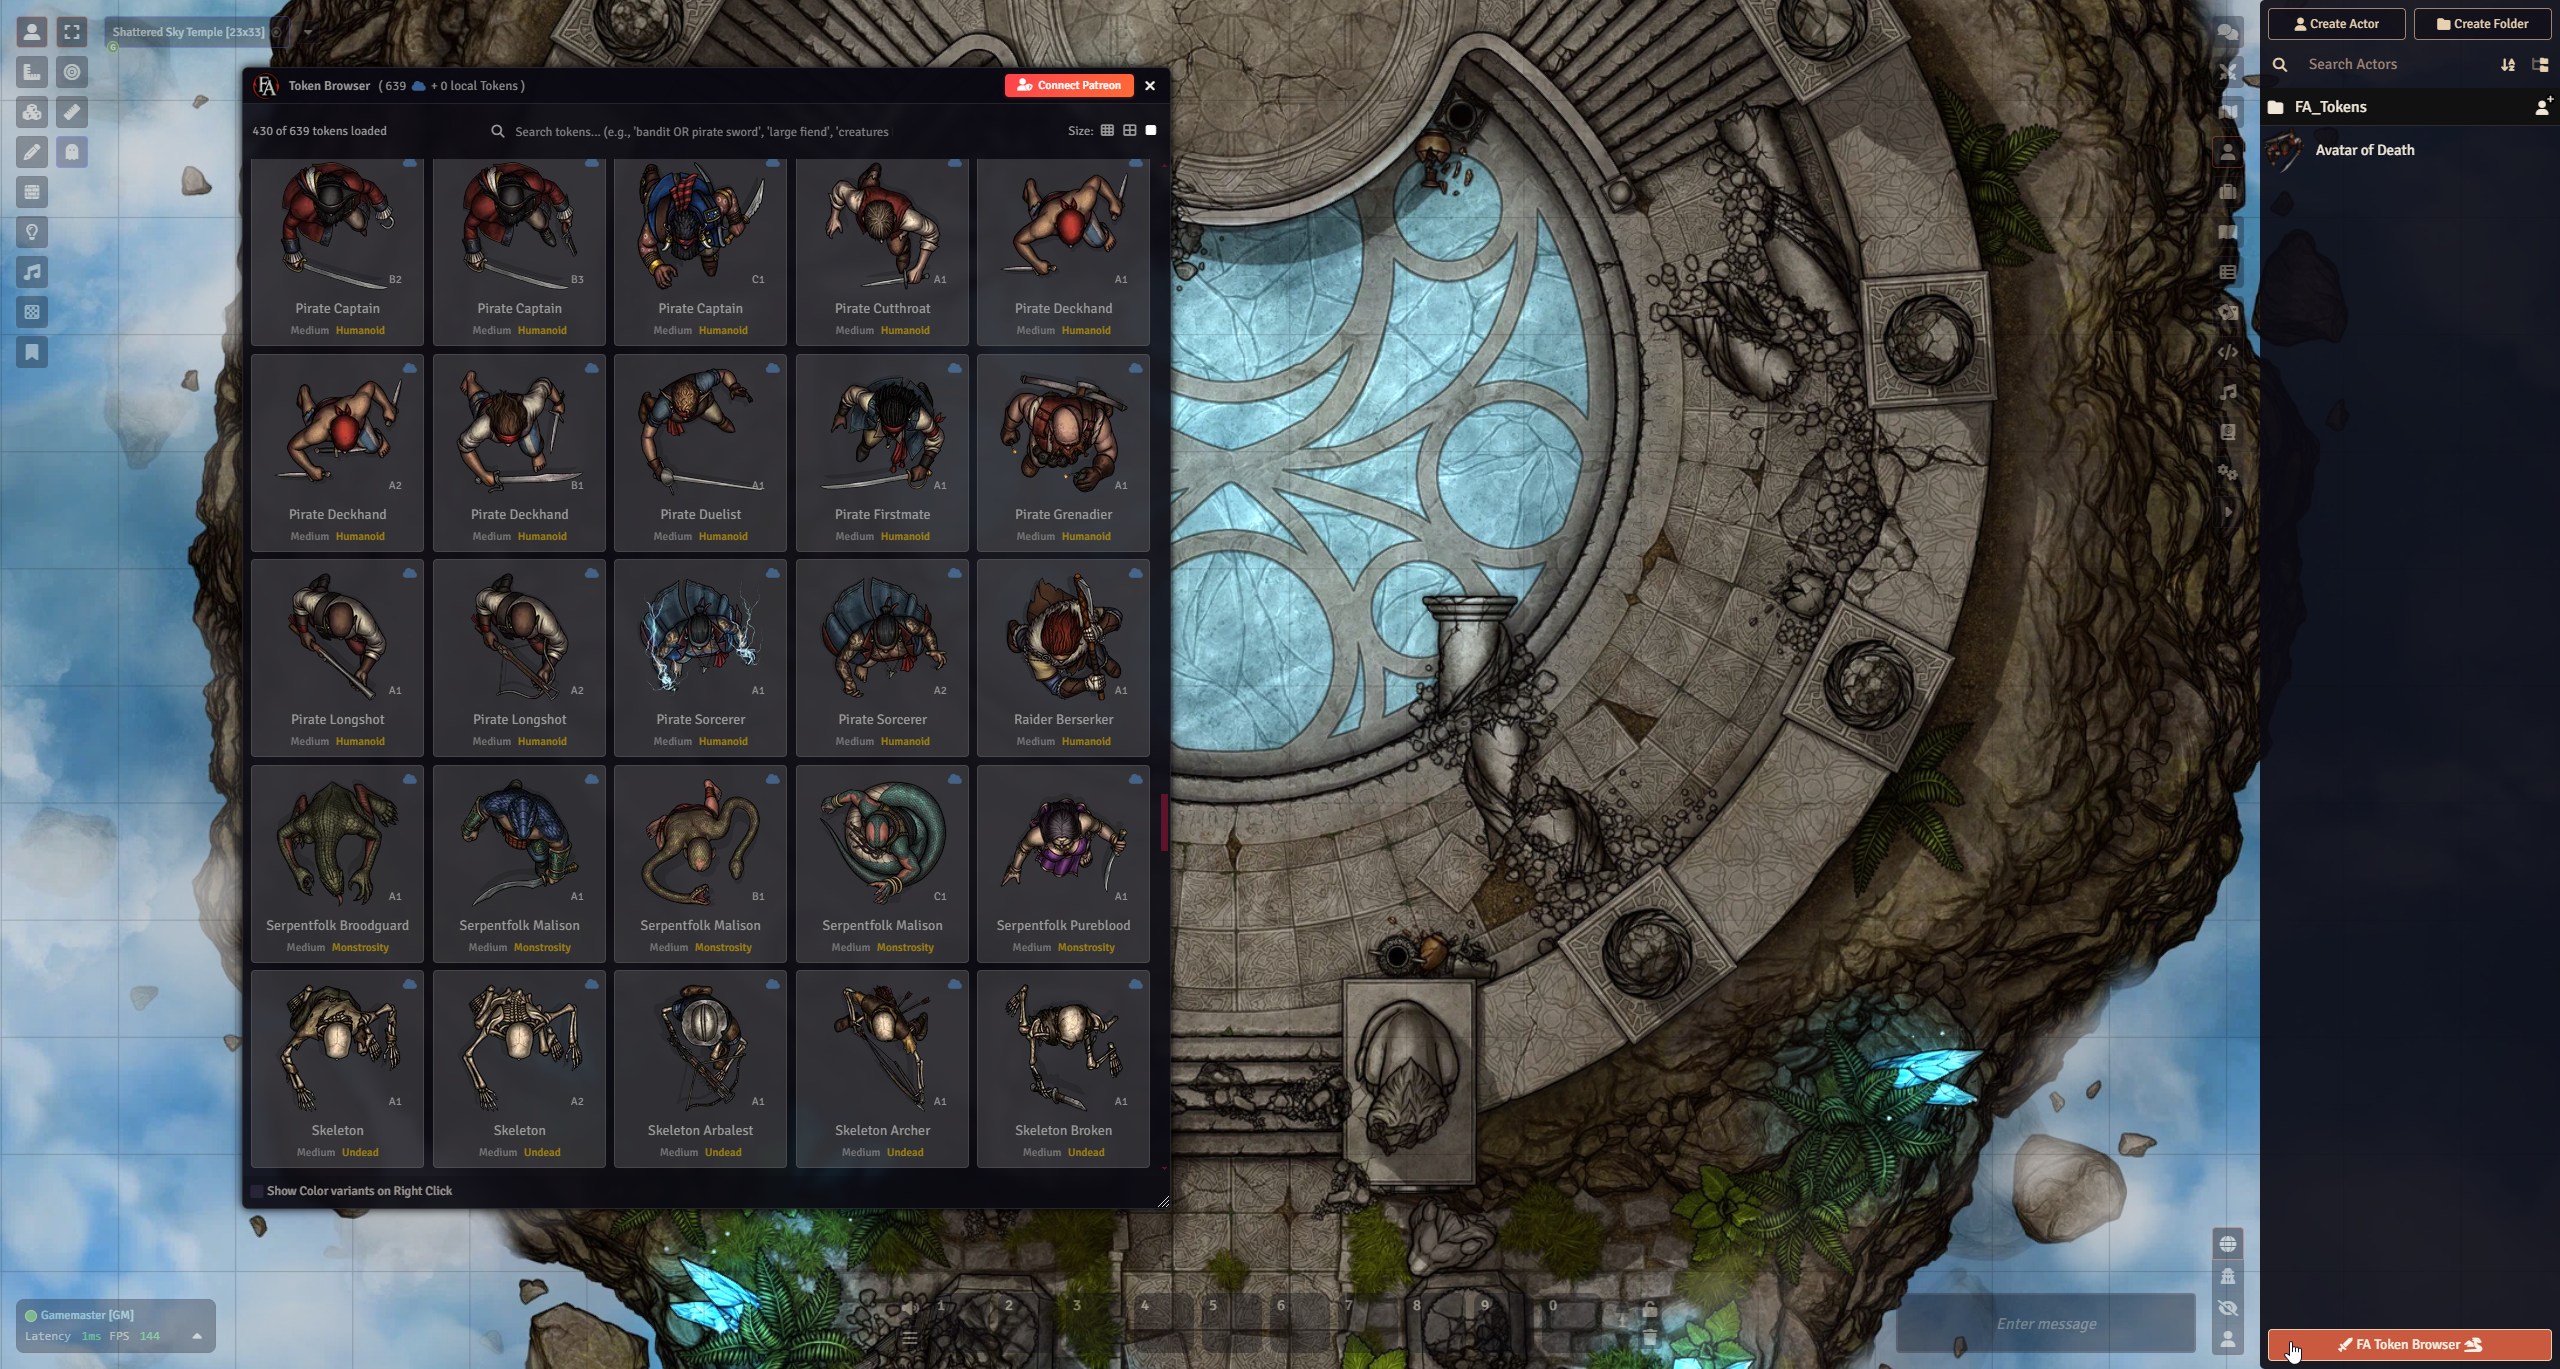 Shattered Sky Temple [23x33]
G
FA Token Browser ( 639 + 0 local Tokens )
Connect Patreon
430 of 639 tokens loaded
Search tokens... (e.g., 'bandit OR pirate sword', 'large fiend', 'creatures
Size:
B2 B3 C1 A1 A1
Pirate Captain Pirate Captain Pirate Captain Pirate Cutthroat Pirate Deckhand
Medium Humanoid Medium Humanoid Medium Humanoid Medium Humanoid Medium Humanoid
A2 B1 A1 A1 A1
Pirate Deckhand Pirate Deckhand Pirate Duelist Pirate Firstmate Pirate Grenadier
Medium Humanoid Medium Humanoid Medium Humanoid Medium Humanoid Medium Humanoid
A1 A2 A1 A2 A1
Pirate Longshot Pirate Longshot Pirate Sorcerer Pirate Sorcerer Raider Berserker
Medium Humanoid Medium Humanoid Medium Humanoid Medium Humanoid Medium Humanoid
A1 A1 B1 C1 A1
Serpentfolk Broodguard Serpentfolk Malison Serpentfolk Malison Serpentfolk Malison Serpentfolk Pureblood
Medium Monstrosity Medium Monstrosity Medium Monstrosity Medium Monstrosity Medium Monstrosity
A1 A2 A1 A1 A1
Skeleton Skeleton Skeleton Arbalest Skeleton Archer Skeleton Broken
Medium Undead Medium Undead Medium Undead Medium Undead Medium Undead
Show Color variants on Right Click
Gamemaster [GM]
Latency 1ms FPS 144
1 2 3 4 5 6 7 8 9 0
1
Enter message
Create Actor Create Folder
Search Actors
FA_Tokens
Avatar of Death
FA Token Browser